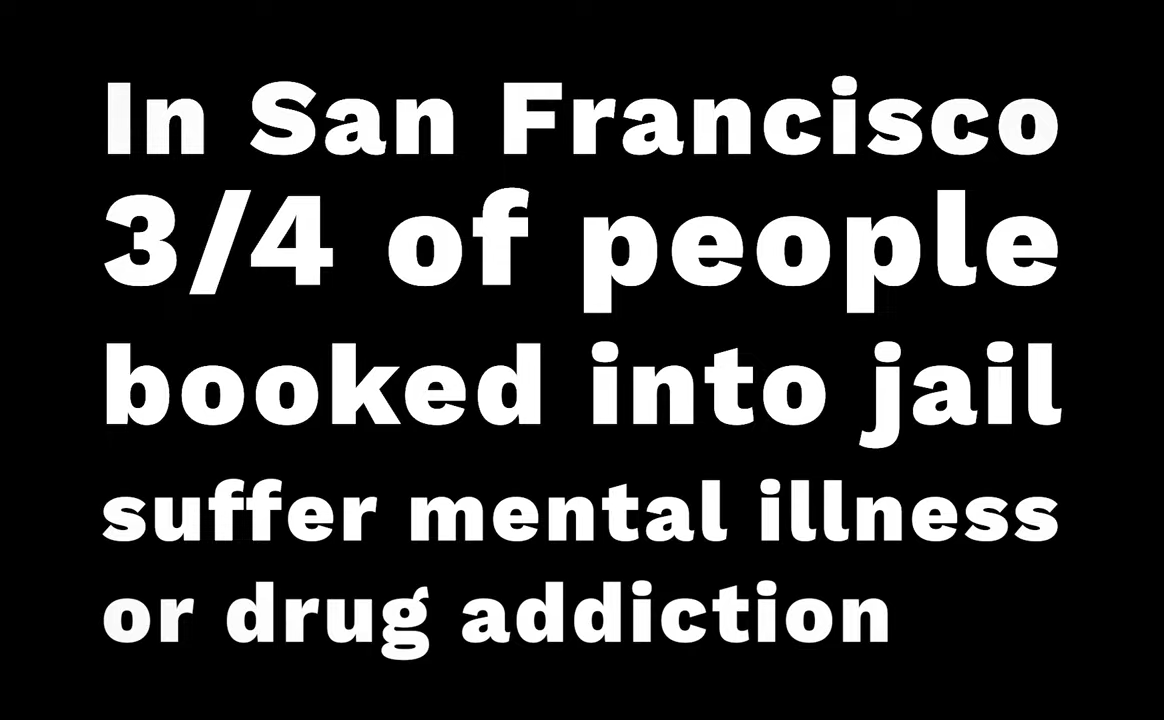 In San Francisco
3/4 of people
booked into jail
suffer mental illness
or drug addiction